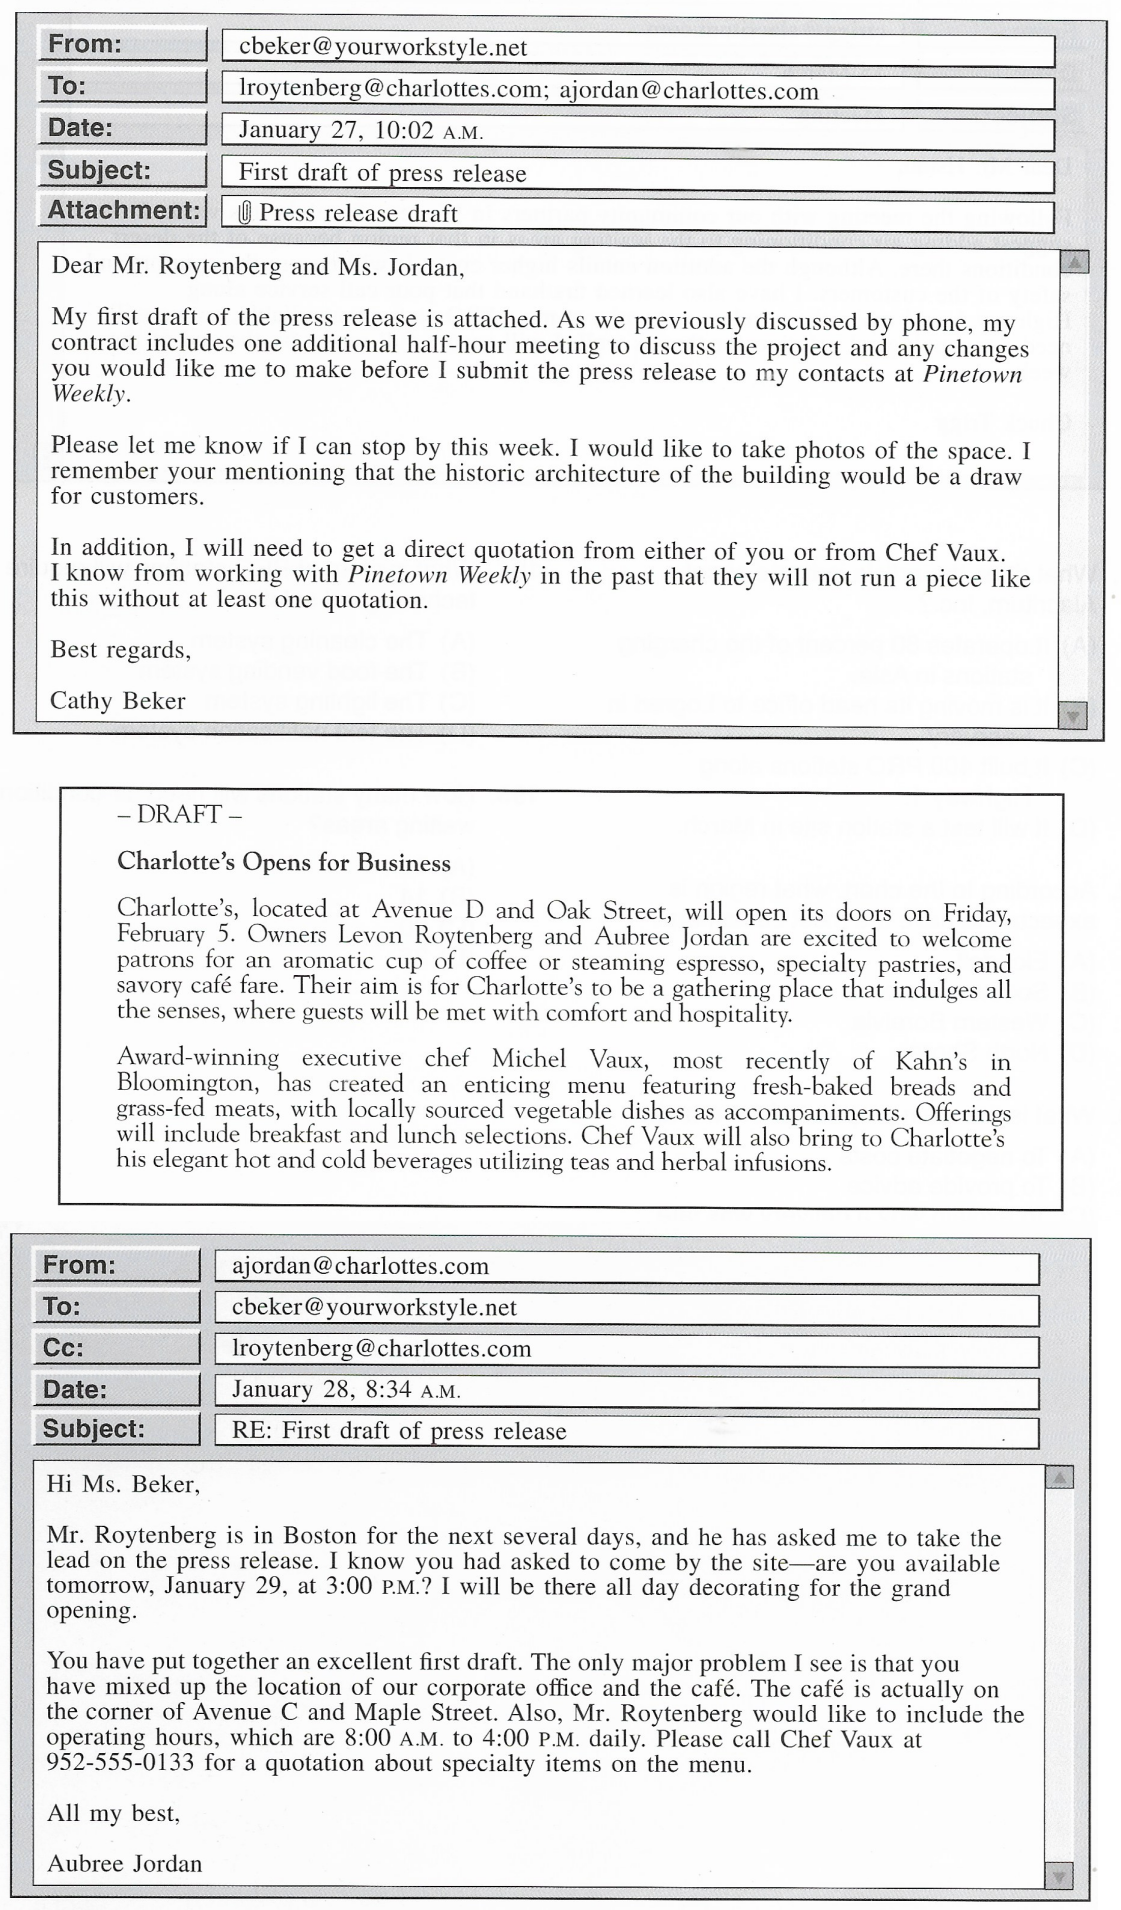 From: cbeker@yourworkstyle.net
To: lroytenberg@charlottes.com; ajordan@charlottes.com
Date: January 27, 10:02 A.M.
Subject: First draft of press release
Attachment: Press release draft
Dear Mr. Roytenberg and Ms. Jordan,
My first draft of the press release is attached. As we previously discussed by phone, my
contract includes one additional half-hour meeting to discuss the project and any changes
you would like me to make before I submit the press release to my contacts at Pinetown
Weekly.
Please let me know if I can stop by this week. I would like to take photos of the space. I
remember your mentioning that the historic architecture of the building would be a draw
for customers.
In addition, I will need to get a direct quotation from either of you or from Chef Vaux.
I know from working with Pinetown Weekly in the past that they will not run a piece like
this without at least one quotation.
Best regards,
Cathy Beker
– DRAFT –
Charlotte's Opens for Business
Charlotte's, located at Avenue D and Oak Street, will open its doors on Friday,
February 5. Owners Levon Roytenberg and Aubree Jordan are excited to welcome
patrons for an aromatic cup of coffee or steaming espresso, specialty pastries, and
savory café fare. Their aim is for Charlotte's to be a gathering place that indulges all
the senses, where guests will be met with comfort and hospitality.
Award-winning executive chef Michel Vaux, most recently of Kahn's in
Bloomington, has created an enticing menu featuring fresh-baked breads and
grass-fed meats, with locally sourced vegetable dishes as accompaniments. Offerings
will include breakfast and lunch selections. Chef Vaux will also bring to Charlotte's
his elegant hot and cold beverages utilizing teas and herbal infusions.
From: ajordan@charlottes.com
To: cbeker@yourworkstyle.net
Cc: lroytenberg@charlottes.com
Date: January 28, 8:34 A.M.
Subject: RE: First draft of press release
Hi Ms. Beker,
Mr. Roytenberg is in Boston for the next several days, and he has asked me to take the
lead on the press release. I know you had asked to come by the site—are you available
tomorrow, January 29, at 3:00 P.M.? I will be there all day decorating for the grand
opening.
You have put together an excellent first draft. The only major problem I see is that you
have mixed up the location of our corporate office and the café. The café is actually on
the corner of Avenue C and Maple Street. Also, Mr. Roytenberg would like to include the
operating hours, which are 8:00 A.M. to 4:00 P.M. daily. Please call Chef Vaux at
952-555-0133 for a quotation about specialty items on the menu.
All my best,
Aubree Jordan